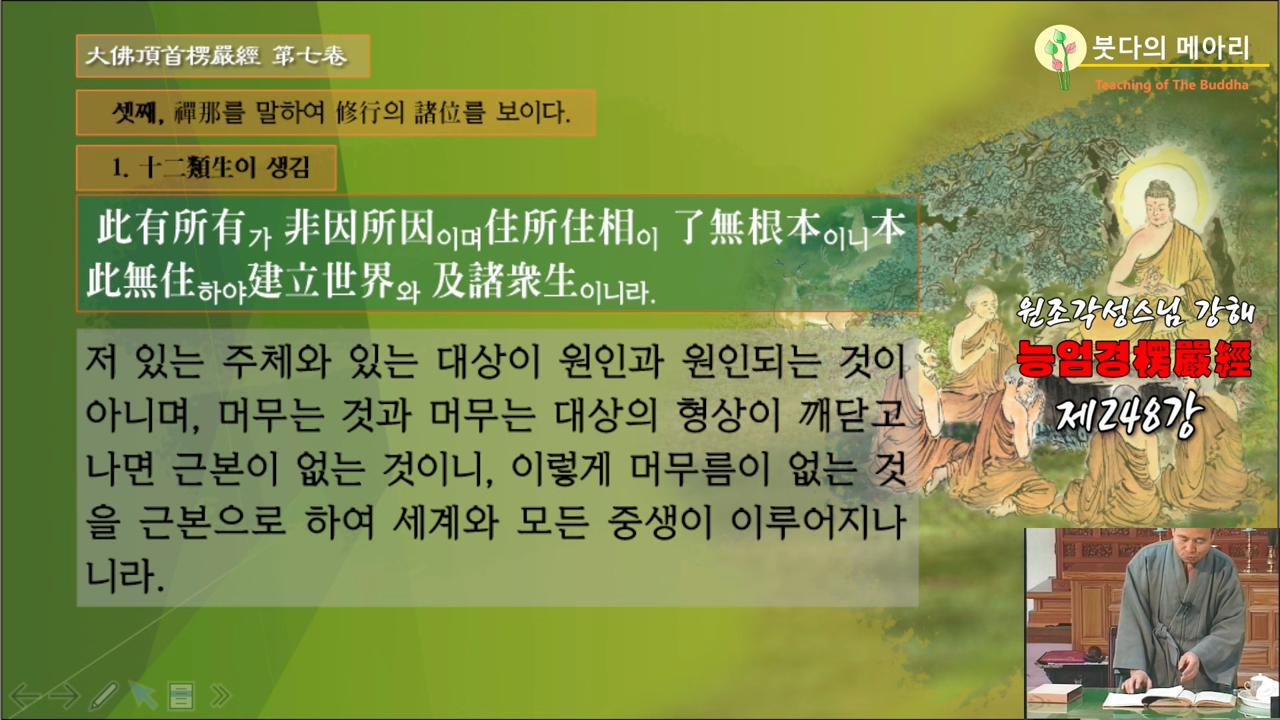 大佛頂首楞嚴經 第七卷
셋째, 禪那를 말하여 修行의 諸位를 보이다.
1. 十二類生이 생김
此有所有가 非因所因이며住所住相이 了無根本이니本
此無住하야建立世界와 及諸衆生이니라.
저 있는 주체와 있는 대상이 원인과 원인되는 것이
아니며, 머무는 것과 머무는 대상의 형상이 깨닫고
나면 근본이 없는 것이니, 이렇게 머무름이 없는 것
을 근본으로 하여 세계와 모든 중생이 이루어지나
니라.
붓다의 메아리
Teaching of The Buddha
원조각성스님 강해
능엄경楞嚴經
제248강